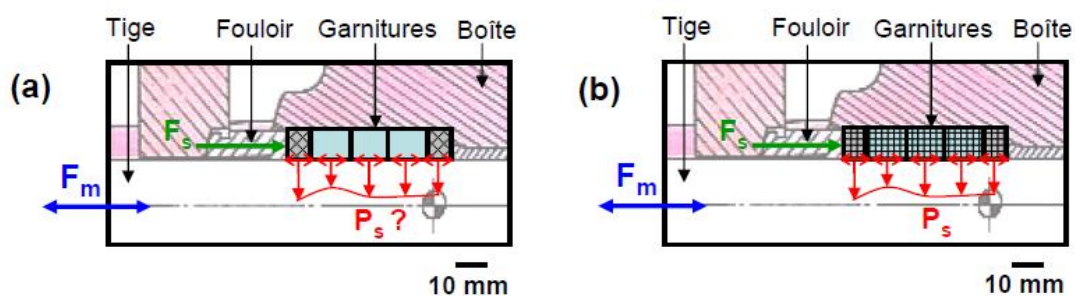 Tige Fouloir Garnitures Boîte
(a)
Fs
Fm
Ps ?
10 mm
Tige Fouloir Garnitures Boîte
(b)
Fs
Fm
Ps
10 mm